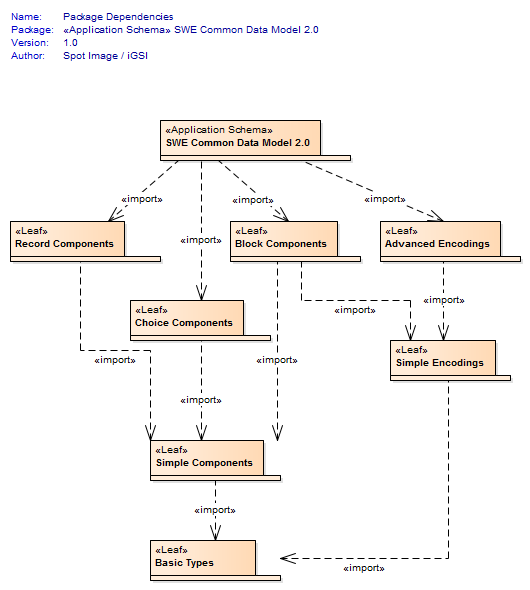 Name: Package Dependencies
Package: «Application Schema» SWE Common Data Model 2.0
Version: 1.0
Author: Spot Image / iGSI
«Application Schema»
SWE Common Data Model 2.0
«import»
«import»
«import»
«import»
«Leaf»
Record Components
«Leaf»
Block Components
«Leaf»
Advanced Encodings
«import»
«Leaf»
Choice Components
«import»
«import»
«Leaf»
Simple Encodings
«import»
«import»
«import»
«Leaf»
Simple Components
«import»
«Leaf»
Basic Types
«import»